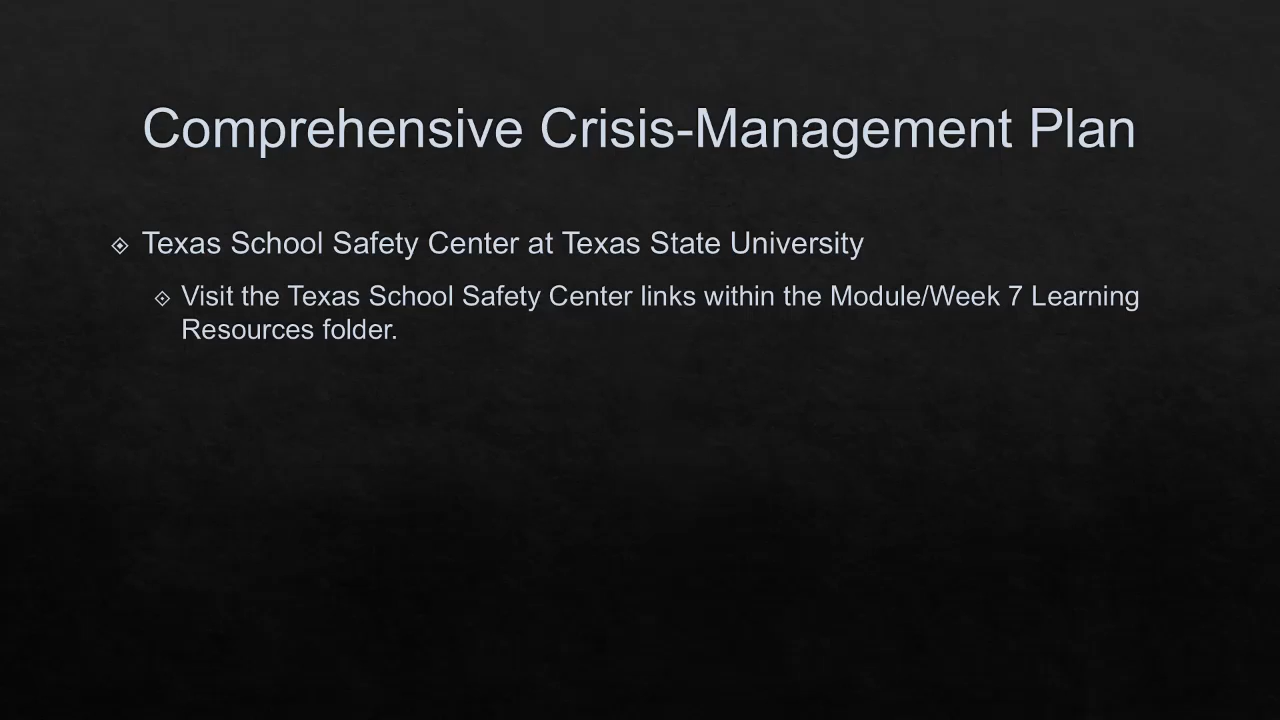 Comprehensive Crisis-Management Plan
Texas School Safety Center at Texas State University
Visit the Texas School Safety Center links within the Module/Week 7 Learning
Resources folder.